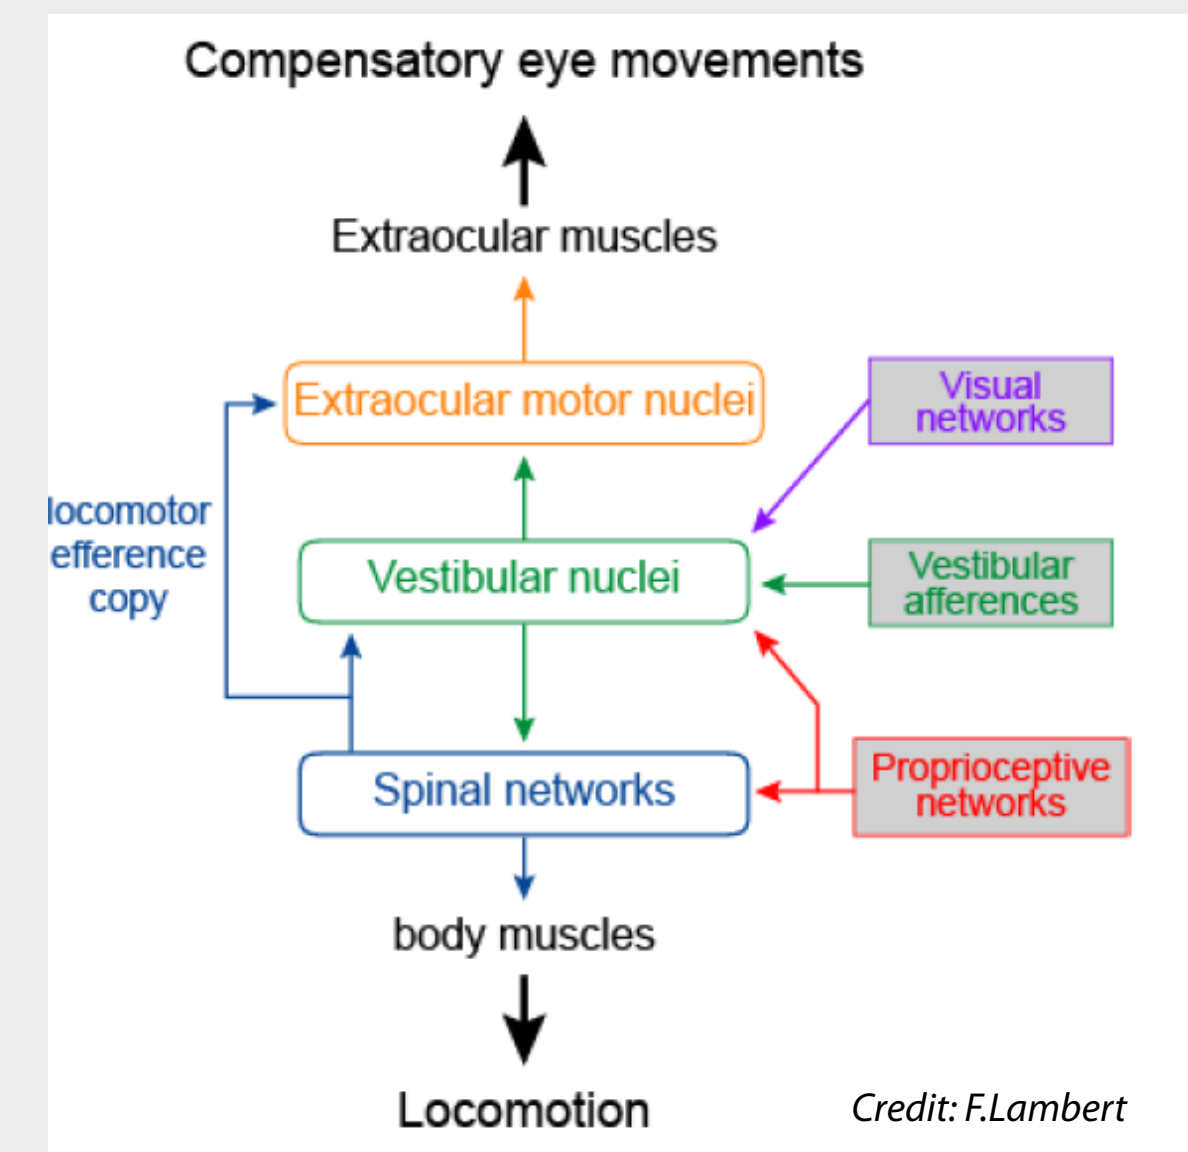 Compensatory eye movements
Extraocular muscles
Extraocular motor nuclei
Visual
networks
locomotor
efference
copy
Vestibular nuclei
Vestibular
afferences
Spinal networks
Proprioceptive
networks
body muscles
Locomotion
Credit: F.Lambert